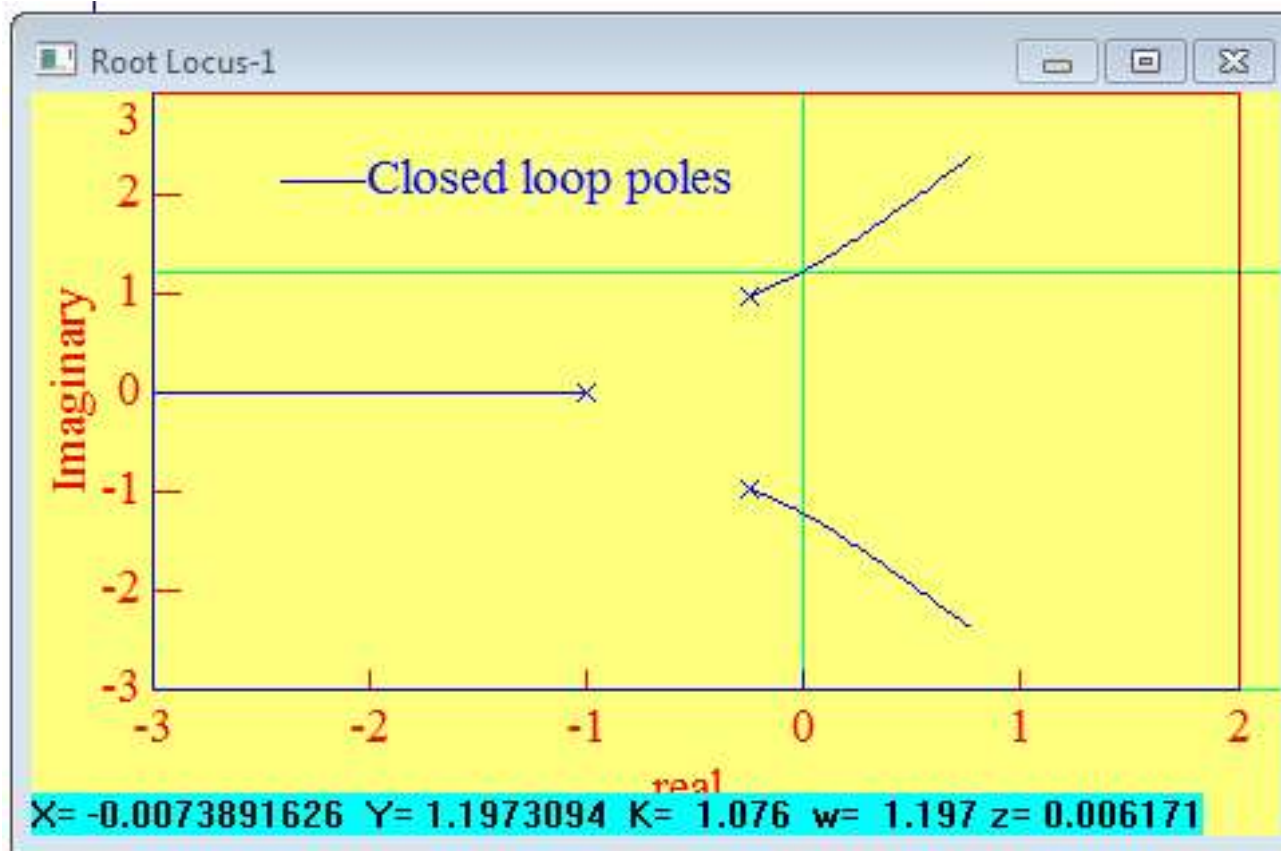 Root Locus-1
Closed loop poles
3
2
1
0
-1
-2
-3
Imaginary
-3 -2 -1 0 1 2
real
X= -0.0073891626 Y= 1.1973094 K= 1.076 w= 1.197 z= 0.006171